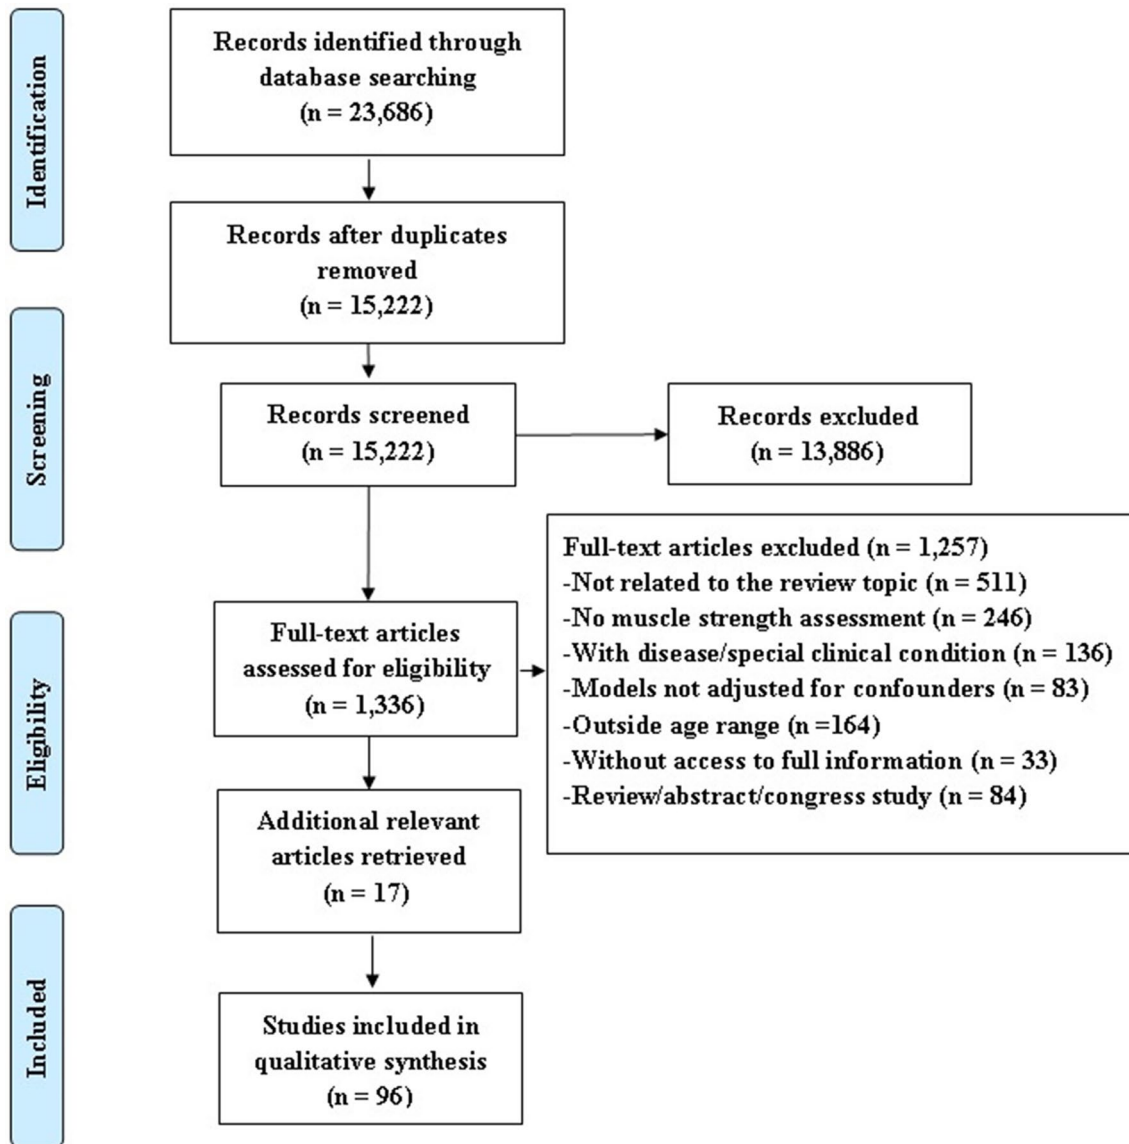 Identification
Records identified through
database searching
(n = 23,686)
Records after duplicates
removed
(n = 15,222)
Screening
Records screened
(n = 15,222)
Records excluded
(n = 13,886)
Eligibility
Full-text articles
assessed for eligibility
(n = 1,336)
Full-text articles excluded (n = 1,257)
-Not related to the review topic (n = 511)
-No muscle strength assessment (n = 246)
-With disease/special clinical condition (n = 136)
-Models not adjusted for confounders (n = 83)
-Outside age range (n =164)
-Without access to full information (n = 33)
-Review/abstract/congress study (n = 84)
Additional relevant
articles retrieved
(n = 17)
Included
Studies included in
qualitative synthesis
(n = 96)